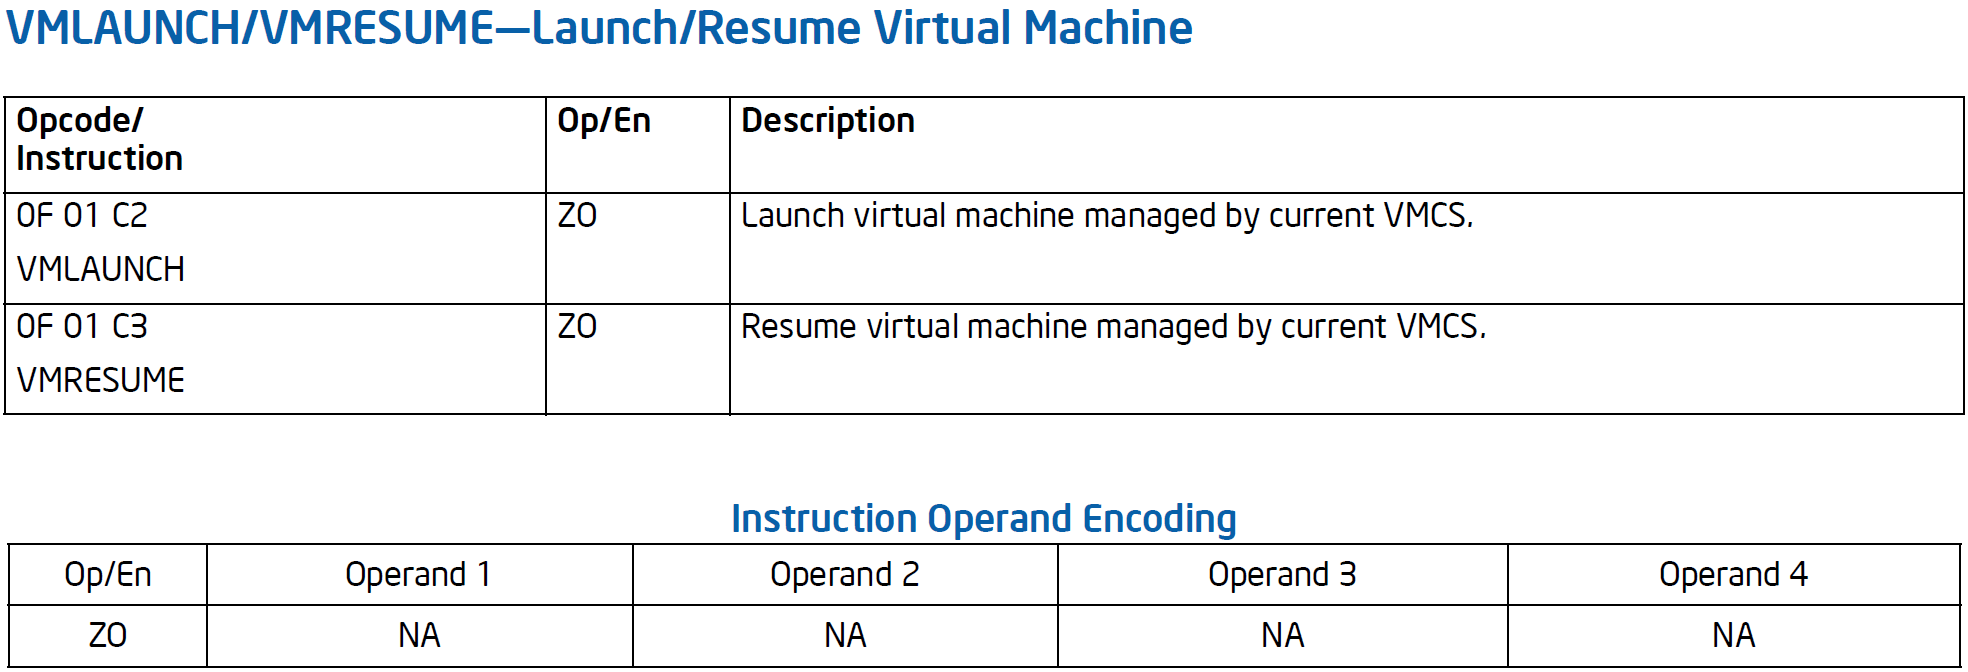 VMLAUNCH/VMRESUME—Launch/Resume Virtual Machine
Opcode/ Op/En Description
Instruction
0F 01 C2 ZO Launch virtual machine managed by current VMCS.
VMLAUNCH
0F 01 C3 ZO Resume virtual machine managed by current VMCS.
VMRESUME
Instruction Operand Encoding
Op/En Operand 1 Operand 2 Operand 3 Operand 4
ZO NA NA NA NA